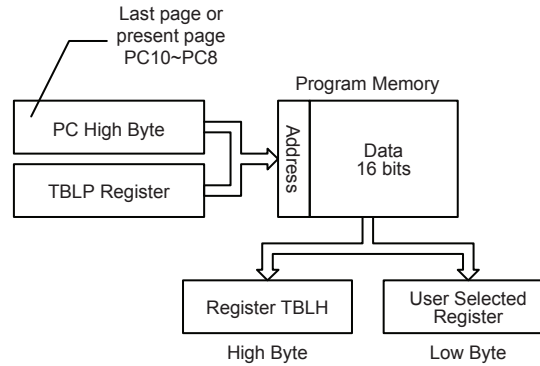 Last page or
present page
PC10~PC8
Program Memory
PC High Byte
TBLP Register
Address
Data
16 bits
Register TBLH
User Selected
Register
High Byte
Low Byte